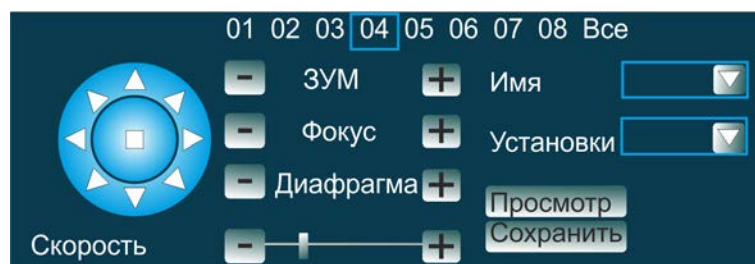 01 02 03 04 05 06 07 08 Все
- ЗУМ + Имя
- Фокус + Установки
- Диафрагма + Просмотр
Сохранить
Скорость - +